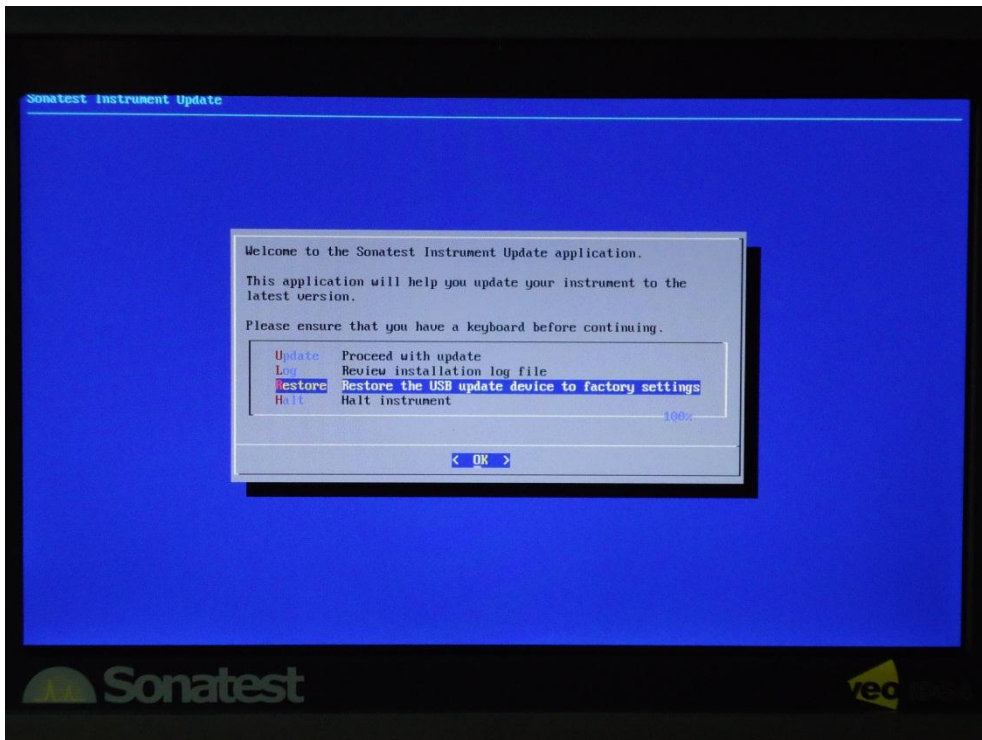 Sonatest Instrument Update
Welcome to the Sonatest Instrument Update application.
This application will help you update your instrument to the
latest version.
Please ensure that you have a keyboard before continuing.
Update Proceed with update
Log Review installation log file
Restore Restore the USB update device to factory settings
Halt Halt instrument
100%
< OK >
Sonatest
veo